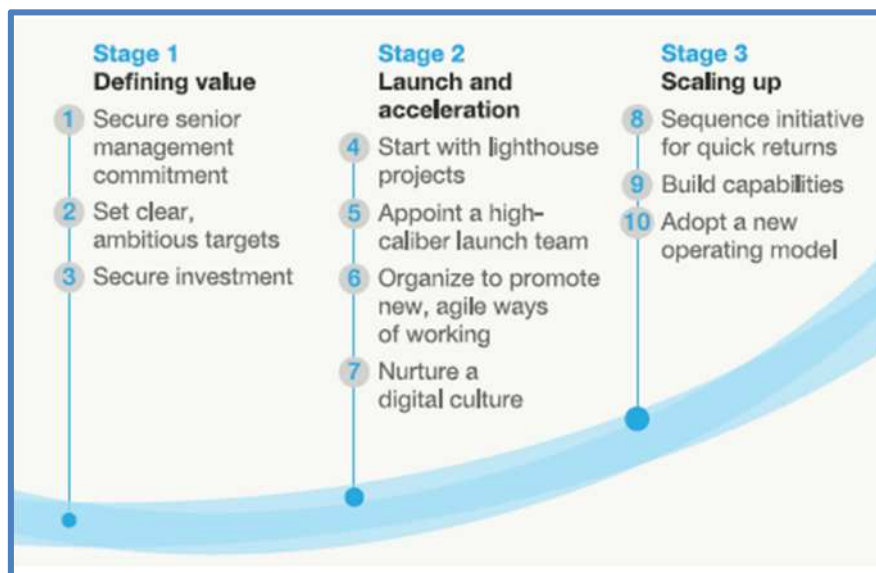 Stage 1
Defining value
1 Secure senior
management
commitment
2 Set clear,
ambitious targets
3 Secure investment
Stage 2
Launch and
acceleration
4 Start with lighthouse
projects
5 Appoint a high-
caliber launch team
6 Organize to promote
new, agile ways
of working
7 Nurture a
digital culture
Stage 3
Scaling up
8 Sequence initiative
for quick returns
9 Build capabilities
10 Adopt a new
operating model